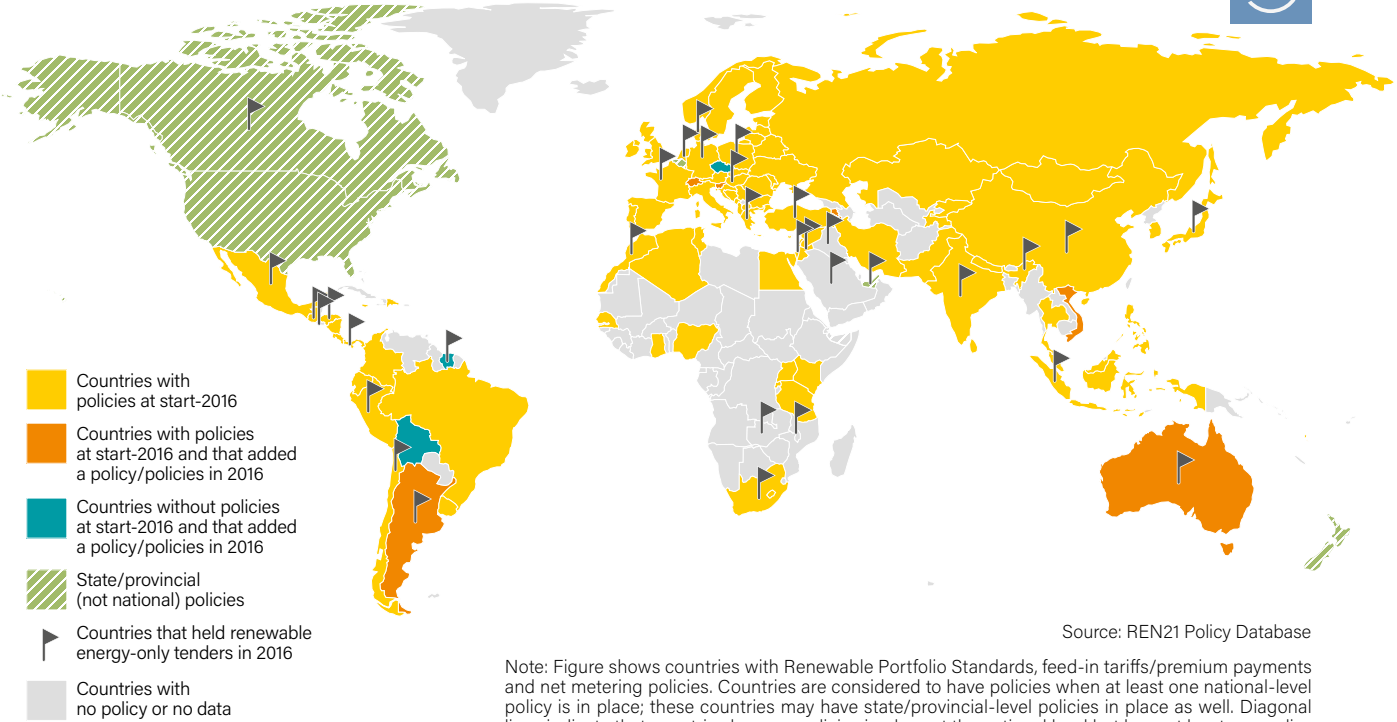 Countries with
policies at start-2016
Countries with policies
at start-2016 and that added
a policy/policies in 2016
Countries without policies
at start-2016 and that added
a policy/policies in 2016
State/provincial
(not national) policies
Countries that held renewable
energy-only tenders in 2016
Countries with
no policy or no data
Source: REN21 Policy Database
Note: Figure shows countries with Renewable Portfolio Standards, feed-in tariffs/premium payments
and net metering policies. Countries are considered to have policies when at least one national-level
policy is in place; these countries may have state/provincial-level policies in place as well. Diagonal